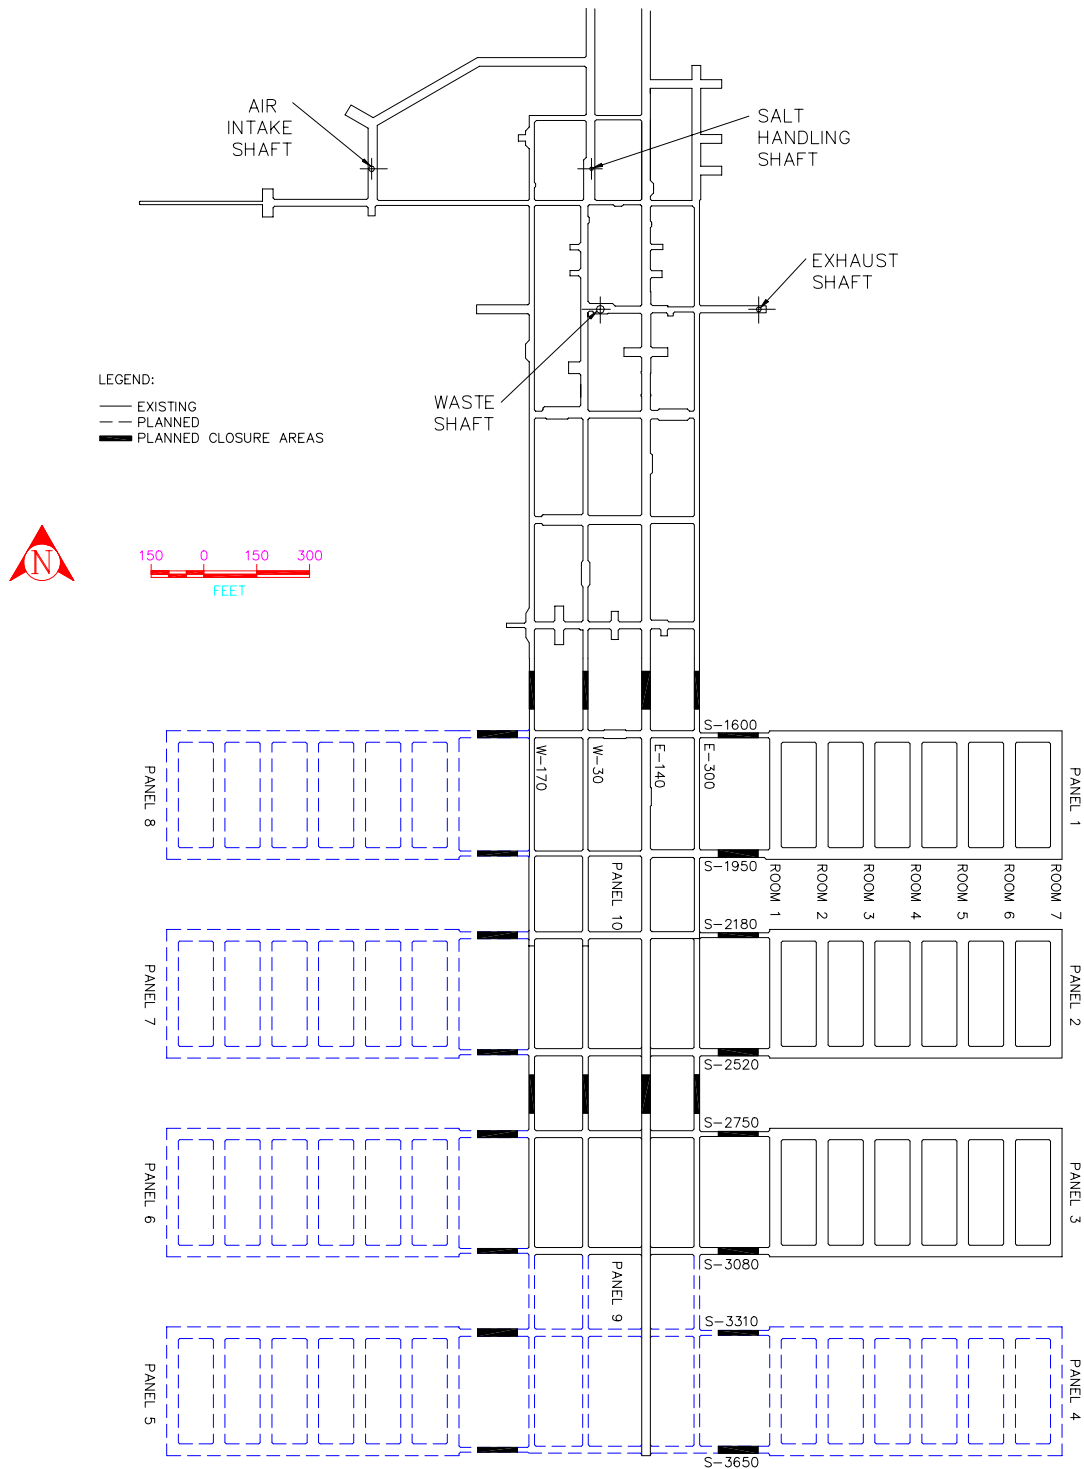 AIR
INTAKE
SHAFT
SALT
HANDLING
SHAFT
EXHAUST
SHAFT
WASTE
SHAFT
LEGEND:
EXISTING
PLANNED
PLANNED CLOSURE AREAS
N
150 0 150 300
FEET
S-1600
W-170
W-30
E-140
E-300
PANEL 8
PANEL 1
S-1950
PANEL 10
ROOM 1
ROOM 2
ROOM 3
ROOM 4
ROOM 5
ROOM 6
ROOM 7
S-2180
PANEL 7
PANEL 2
S-2520
S-2750
PANEL 6
PANEL 3
S-3080
PANEL 9
S-3310
PANEL 5
PANEL 4
S-3650